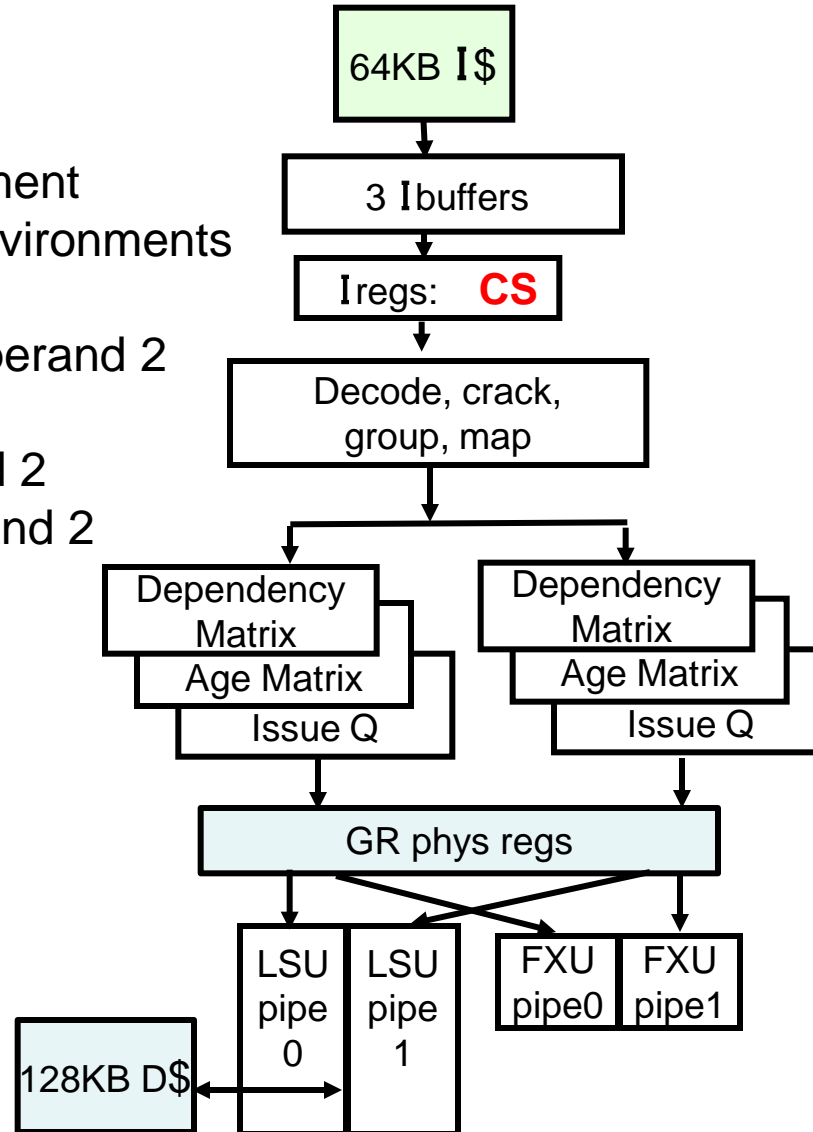 64KB I$
nent
3 Ibuffers
vironments
Iregs: CS
perand 2
Decode, crack,
group, map
2
nd 2
Dependency
Matrix
Age Matrix
Issue Q
Dependency
Matrix
Age Matrix
Issue Q
GR phys regs
LSU
pipe
0
LSU
pipe
1
FXU
pipe0
FXU
pipe1
128KB D$